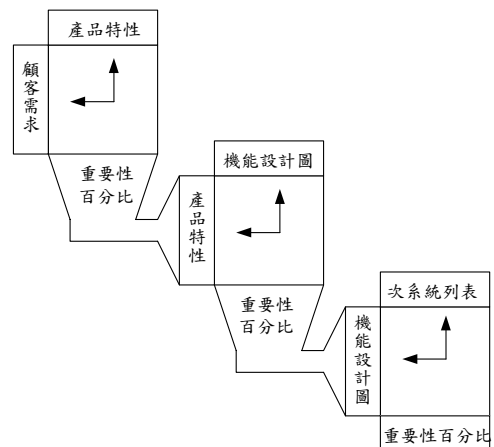 產品特性
顧客需求
重要性
百分比
機能設計圖
產品特性
重要性
百分比
次系統列表
機能設計圖
重要性百分比